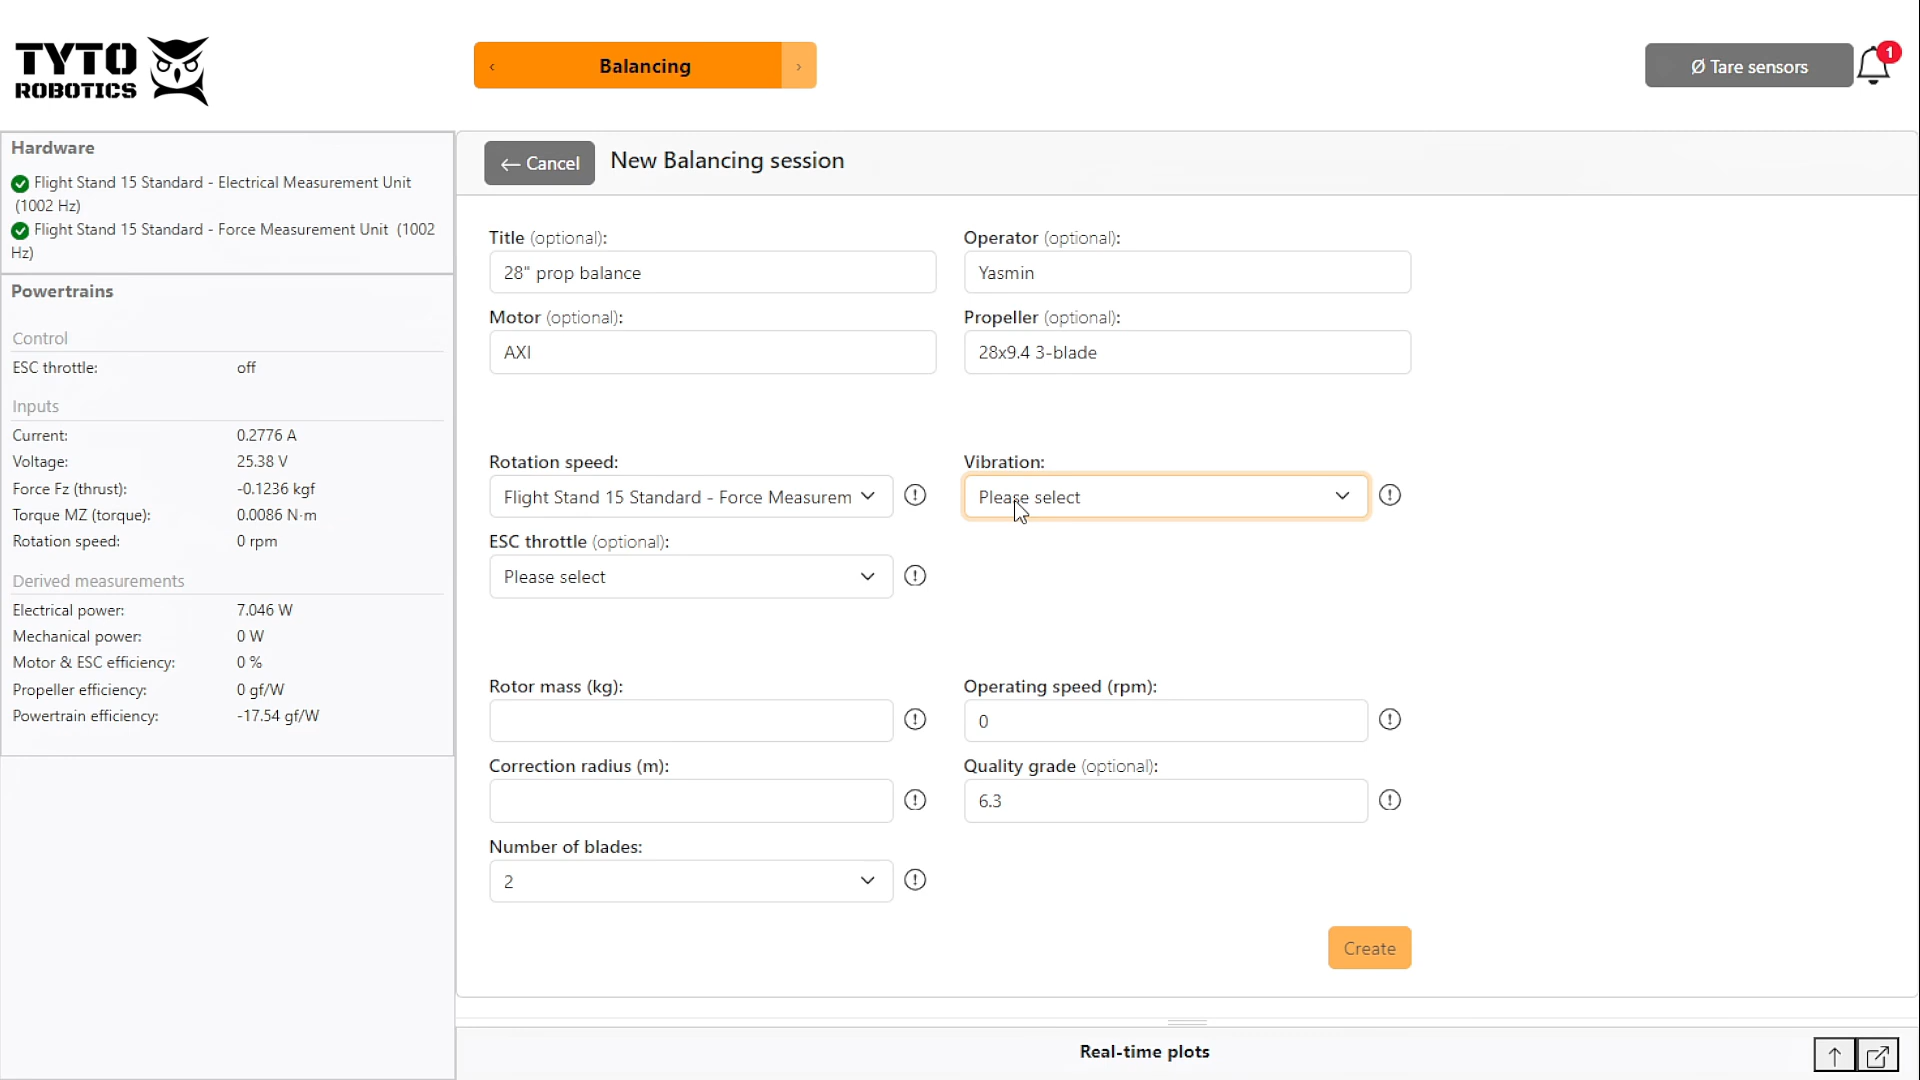 TYTO
ROBOTICS
‹ Balancing ›
Ø Tare sensors
1
Hardware
Flight Stand 15 Standard - Electrical Measurement Unit
(1002 Hz)
Flight Stand 15 Standard - Force Measurement Unit (1002
Hz)
Powertrains
Control
ESC throttle: off
Inputs
Current: 0.2776 A
Voltage: 25.38 V
Force Fz (thrust): -0.1236 kgf
Torque MZ (torque): 0.0086 N·m
Rotation speed: 0 rpm
Derived measurements
Electrical power: 7.046 W
Mechanical power: 0 W
Motor & ESC efficiency: 0 %
Propeller efficiency: 0 gf/W
Powertrain efficiency: -17.54 gf/W
← Cancel
New Balancing session
Title (optional): Operator (optional):
28" prop balance Yasmin
Motor (optional): Propeller (optional):
AXI 28x9.4 3-blade
Rotation speed: Vibration:
Flight Stand 15 Standard - Force Measurem Please select
ESC throttle (optional):
Please select
Rotor mass (kg): Operating speed (rpm):
0
Correction radius (m): Quality grade (optional):
6.3
Number of blades:
2
Create
Real-time plots